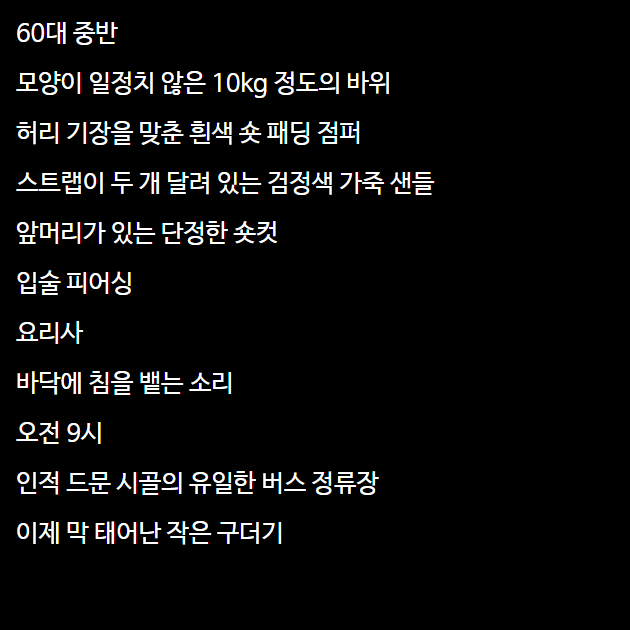 60대 중반
모양이 일정치 않은 10kg 정도의 바위
허리 기장을 맞춘 흰색 숏 패딩 점퍼
스트랩이 두 개 달려 있는 검정색 가죽 샌들
앞머리가 있는 단정한 숏컷
입술 피어싱
요리사
바닥에 침을 뱉는 소리
오전 9시
인적 드문 시골의 유일한 버스 정류장
이제 막 태어난 작은 구더기